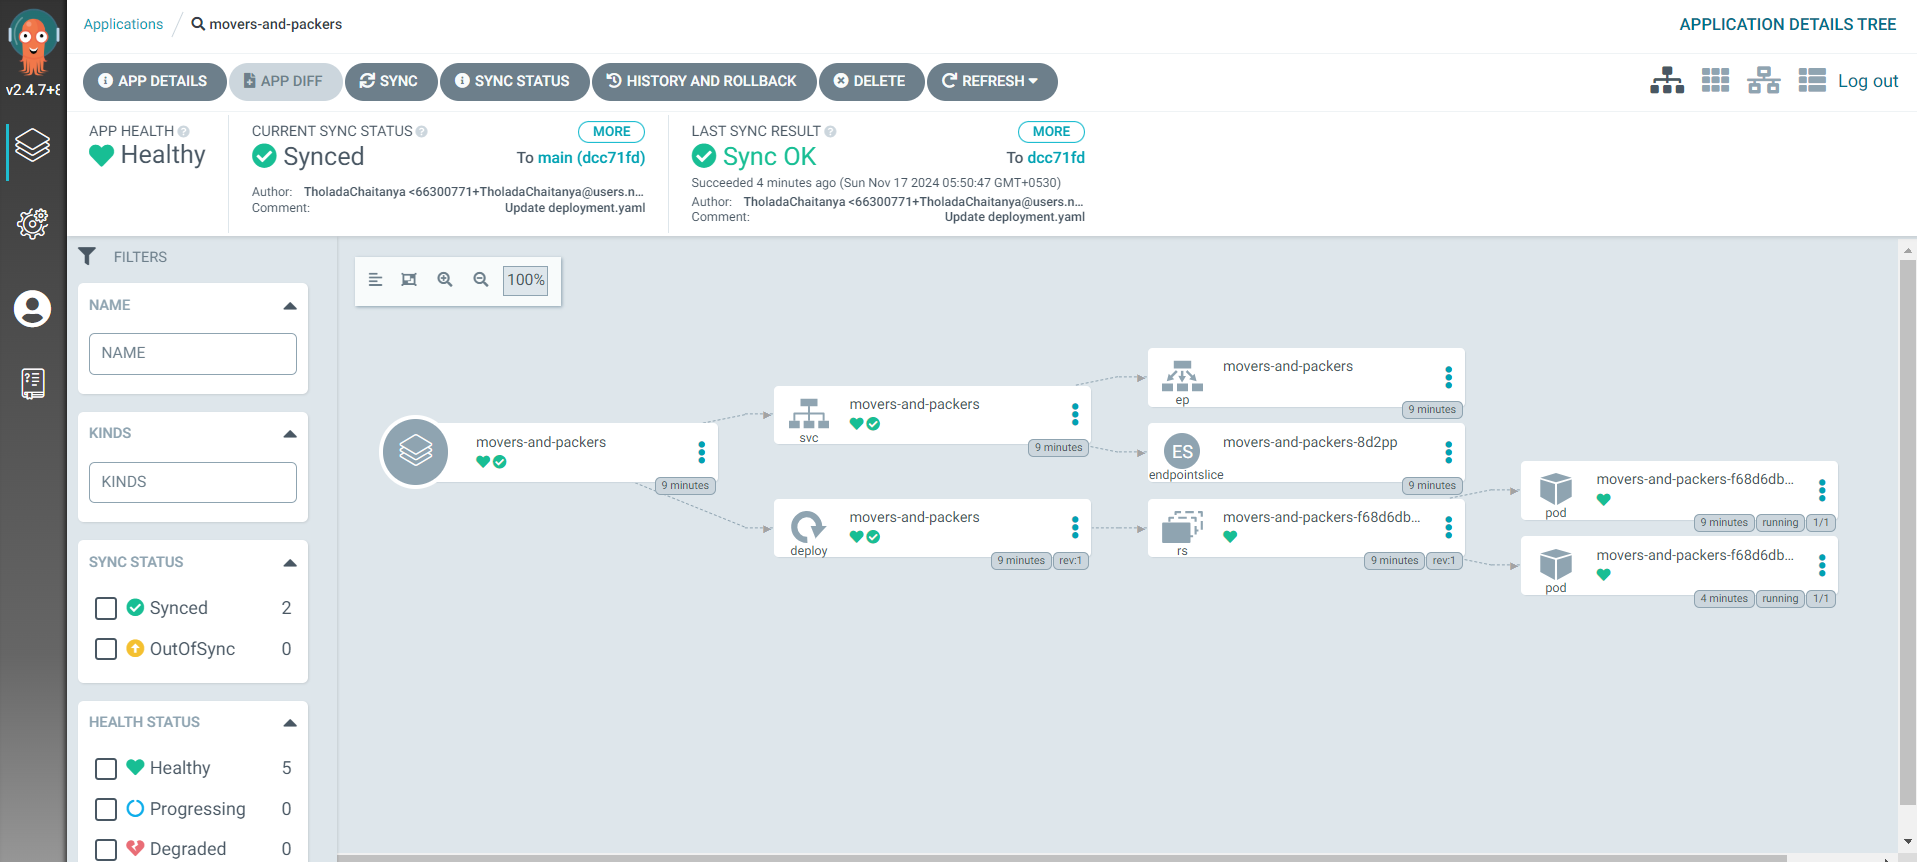 Applications / movers-and-packers
APPLICATION DETAILS TREE
v2.4.7+8
APP DETAILS
APP DIFF
SYNC
SYNC STATUS
HISTORY AND ROLLBACK
DELETE
REFRESH
Log out
APP HEALTH
Healthy
CURRENT SYNC STATUS
MORE
Synced
To main (dcc71fd)
Author: TholadaChaitanya <66300771+TholadaChaitanya@users.n...
Comment: Update deployment.yaml
LAST SYNC RESULT
MORE
Sync OK
To dcc71fd
Succeeded 4 minutes ago (Sun Nov 17 2024 05:50:47 GMT+0530)
Author: TholadaChaitanya <66300771+TholadaChaitanya@users.n...
Comment: Update deployment.yaml
FILTERS
NAME
NAME
KINDS
KINDS
SYNC STATUS
Synced 2
OutOfSync 0
HEALTH STATUS
Healthy 5
Progressing 0
Degraded 0
100%
movers-and-packers
9 minutes
movers-and-packers
svc
9 minutes
movers-and-packers
deploy
9 minutes rev:1
movers-and-packers
ep
9 minutes
ES
movers-and-packers-8d2pp
endpointslice
9 minutes
movers-and-packers-f68d6db...
rs
9 minutes rev:1
movers-and-packers-f68d6db...
pod
9 minutes running 1/1
movers-and-packers-f68d6db...
pod
4 minutes running 1/1